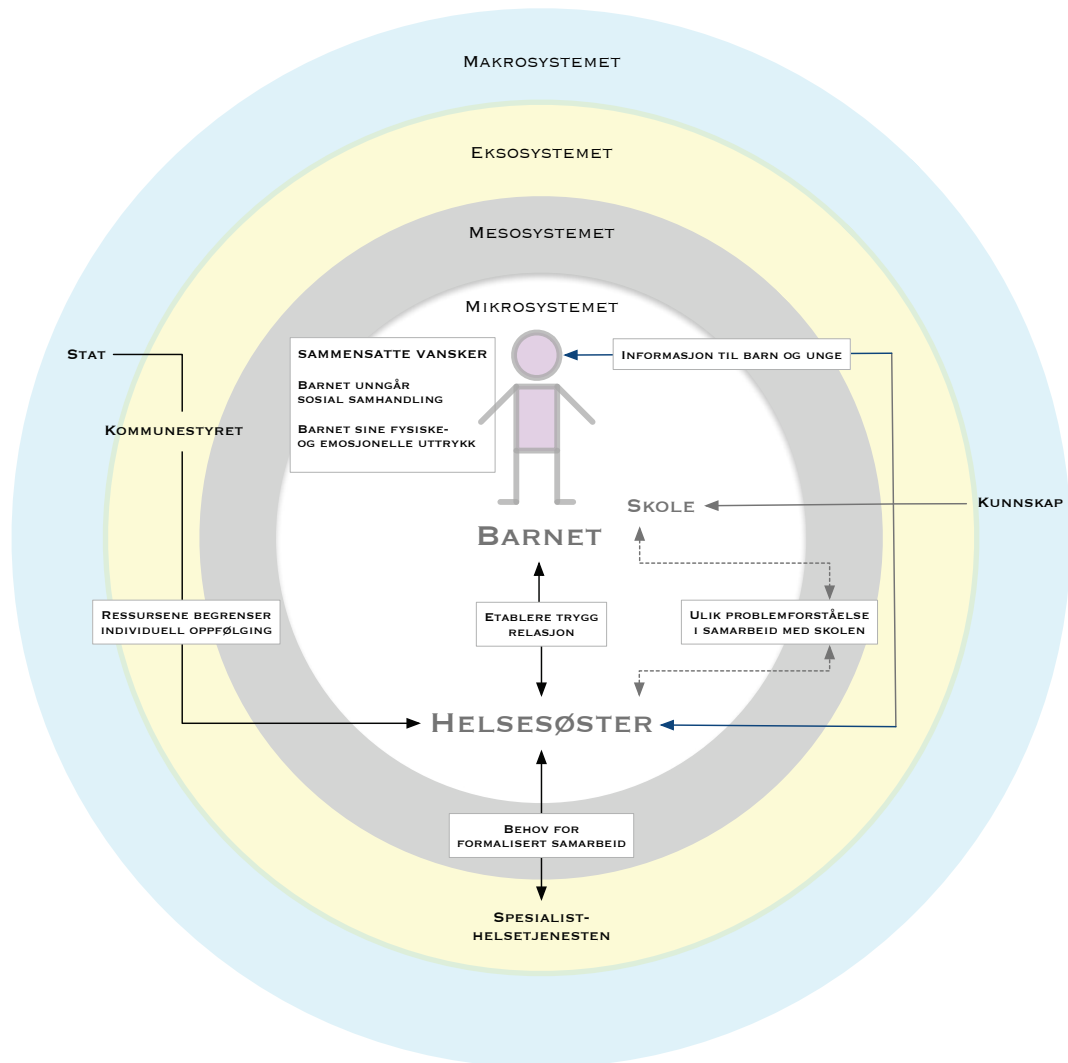 Makrosystemet
Eksosystemet
Mesosystemet
Mikrosystemet
Stat
Kommunestyret
sammensatte vansker
Barnet unngår
sosial samhandling
Barnet sine fysiske-
og emosjonelle uttrykk
Informasjon til barn og unge
Skole
Kunnskap
Barnet
Ressursene begrenser
individuell oppfølging
Etablere trygg
relasjon
Ulik problemforståelse
i samarbeid med skolen
Helsesøster
Behov for
formalisert samarbeid
Spesialist-
helsetjenesten